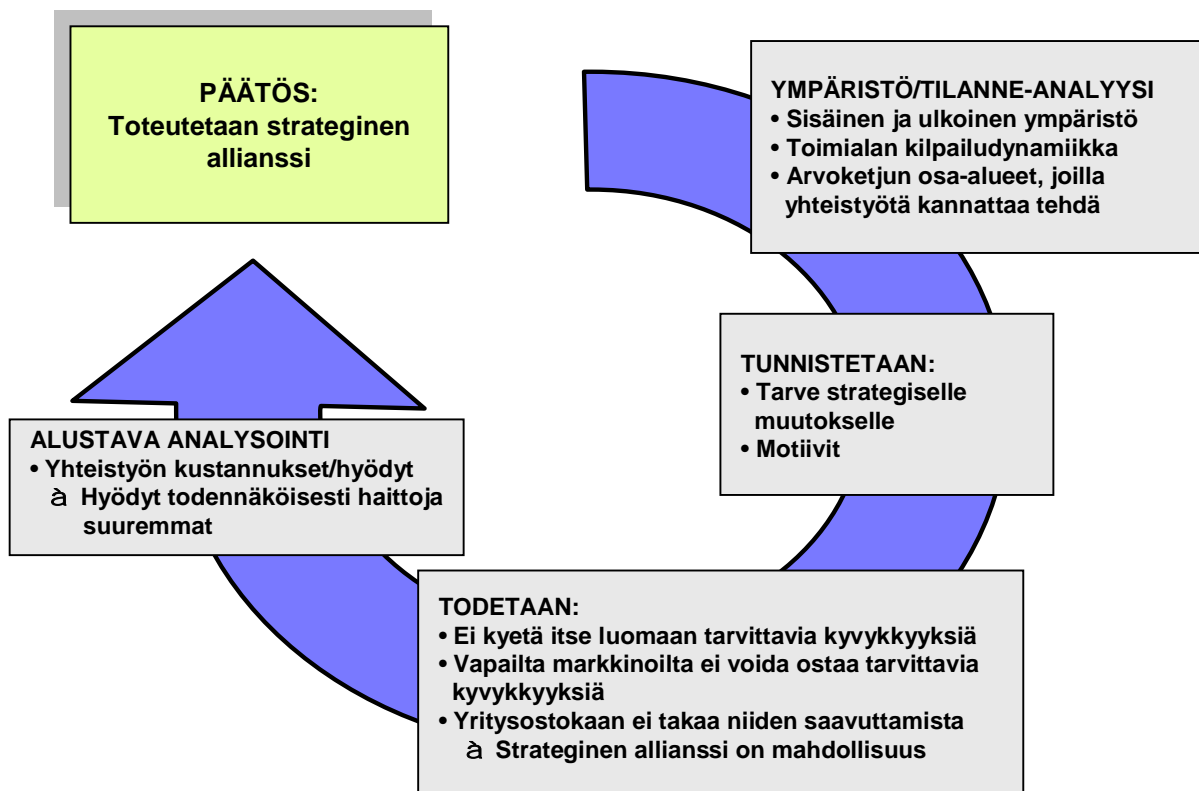 PÄÄTÖS:
Toteutetaan strateginen
allianssi
YMPÄRISTÖ/TILANNE-ANALYYSI
• Sisäinen ja ulkoinen ympäristö
• Toimialan kilpailudynamiikka
• Arvoketjun osa-alueet, joilla
yhteistyötä kannattaa tehdä
TUNNISTETAAN:
• Tarve strategiselle
muutokselle
• Motiivit
TODETAAN:
• Ei kyetä itse luomaan tarvittavia kyvykkyyksiä
• Vapailta markkinoilta ei voida ostaa tarvittavia
kyvykkyyksiä
• Yritysostokaan ei takaa niiden saavuttamista
à Strateginen allianssi on mahdollisuus
ALUSTAVA ANALYSOINTI
• Yhteistyön kustannukset/hyödyt
à Hyödyt todennäköisesti haittoja
suuremmat